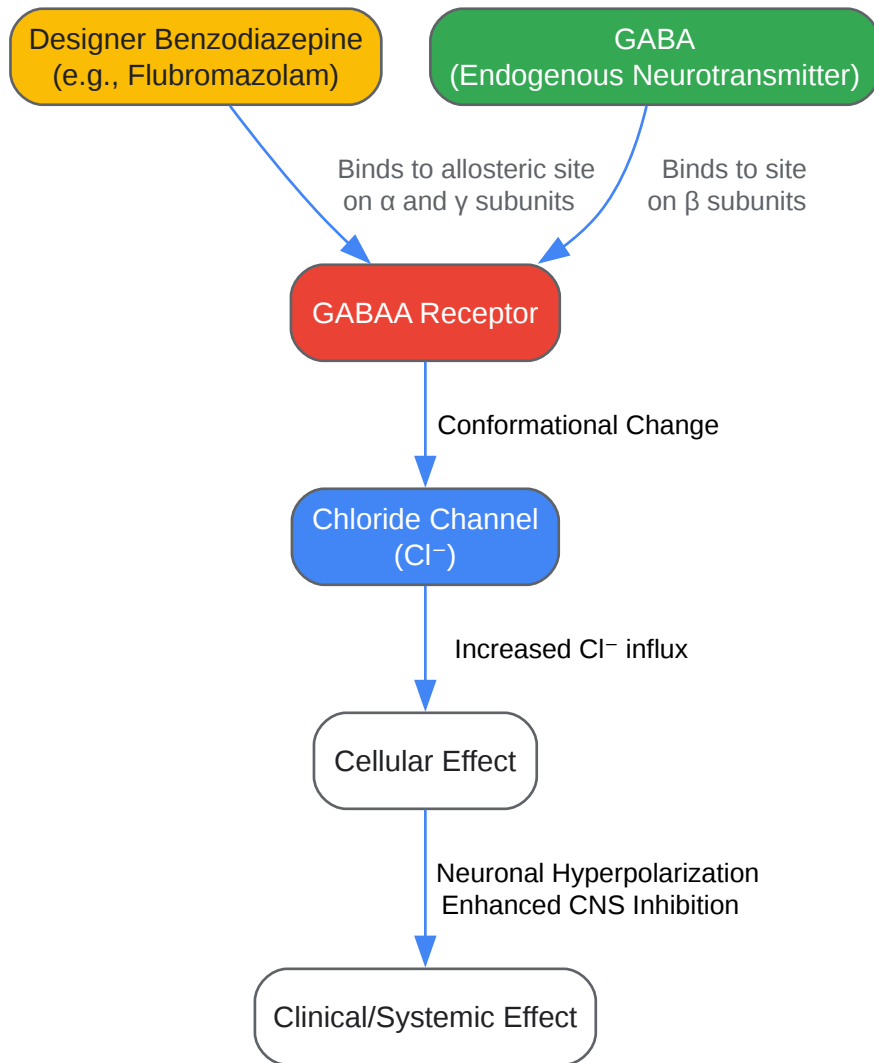 Designer Benzodiazepine
(e.g., Flubromazolam)
GABA
(Endogenous Neurotransmitter)
Binds to allosteric site
on α and γ subunits
Binds to site
on β subunits
GABAA Receptor
Conformational Change
Chloride Channel
(Cl⁻)
Increased Cl⁻ influx
Cellular Effect
Neuronal Hyperpolarization
Enhanced CNS Inhibition
Clinical/Systemic Effect